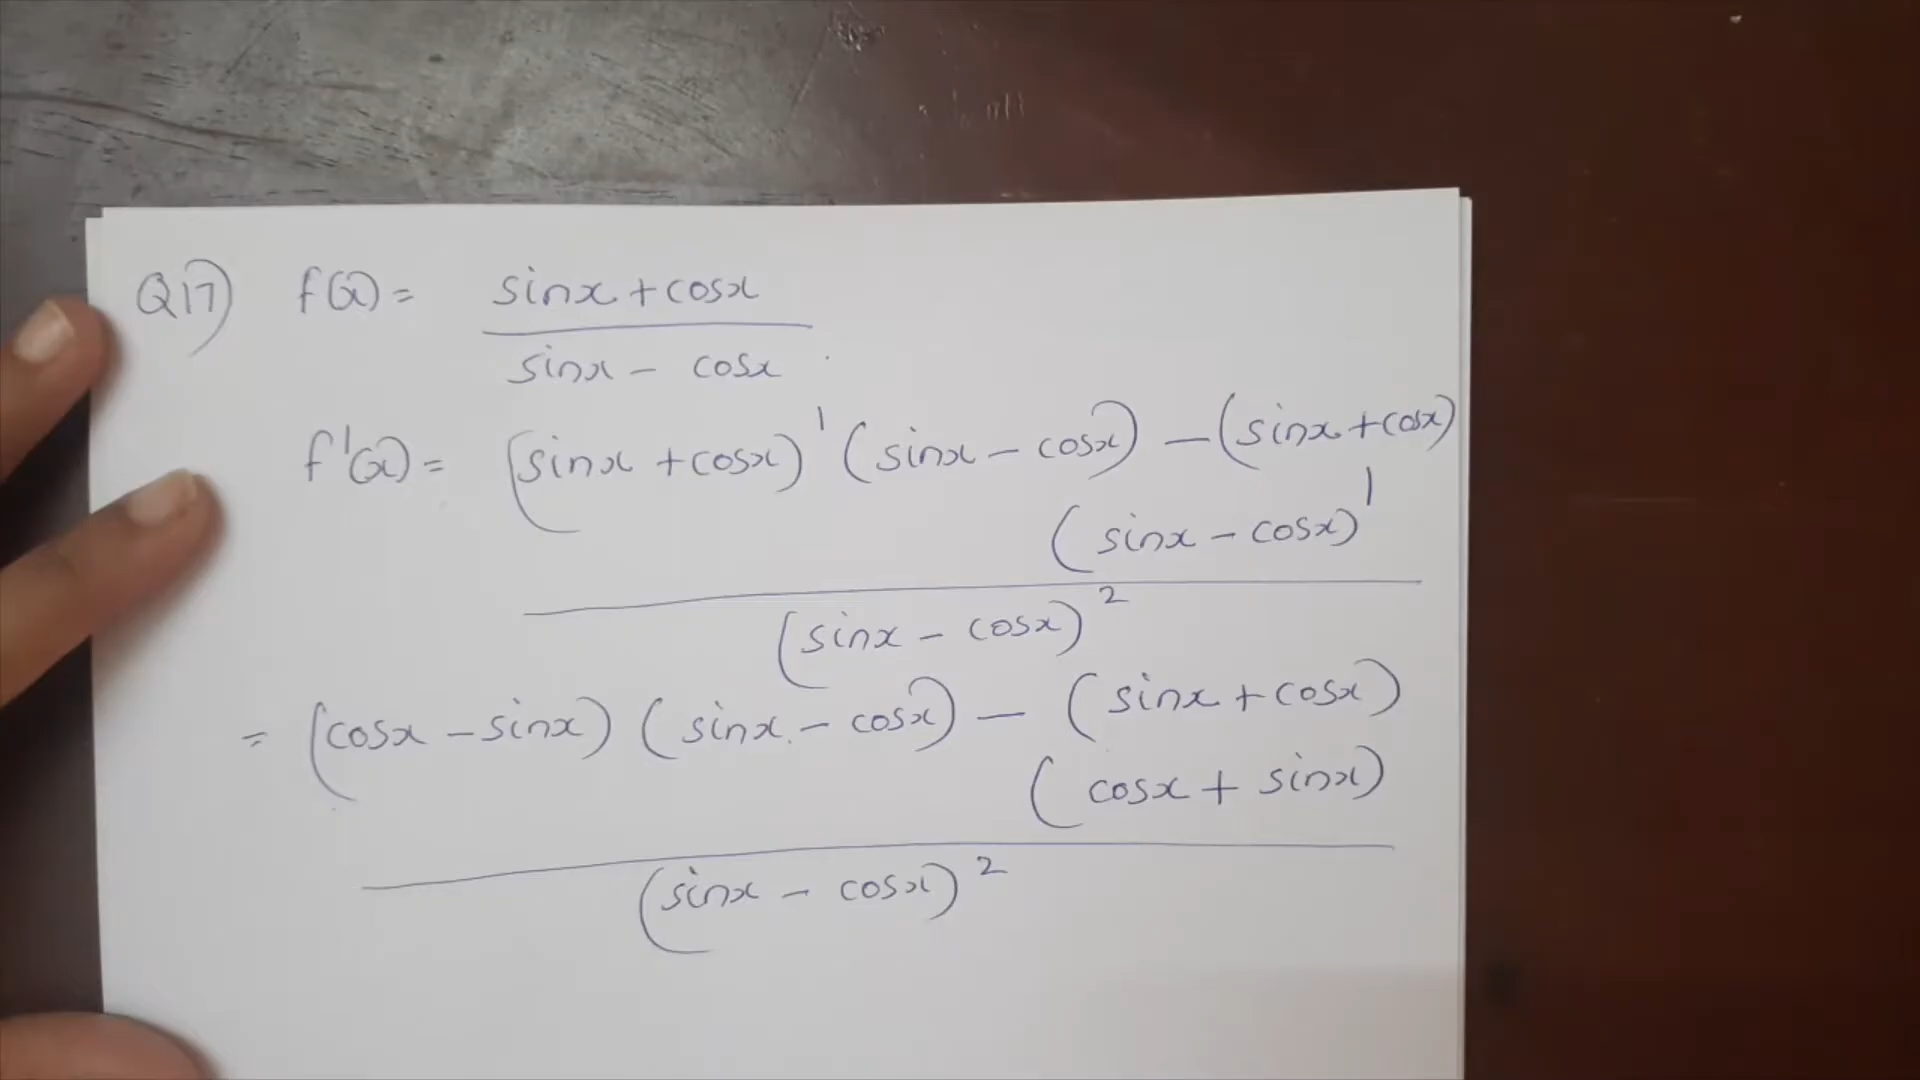 Q17) f(x) = sinx + cosx
sinx - cosx
f'(x) = (sinx + cosx)' (sinx - cosx) - (sinx + cosx)
(sinx - cosx)'
(sinx - cosx)²
= (cosx - sinx) (sinx - cosx) - (sinx + cosx)
(cosx + sinx)
(sinx - cosx)²